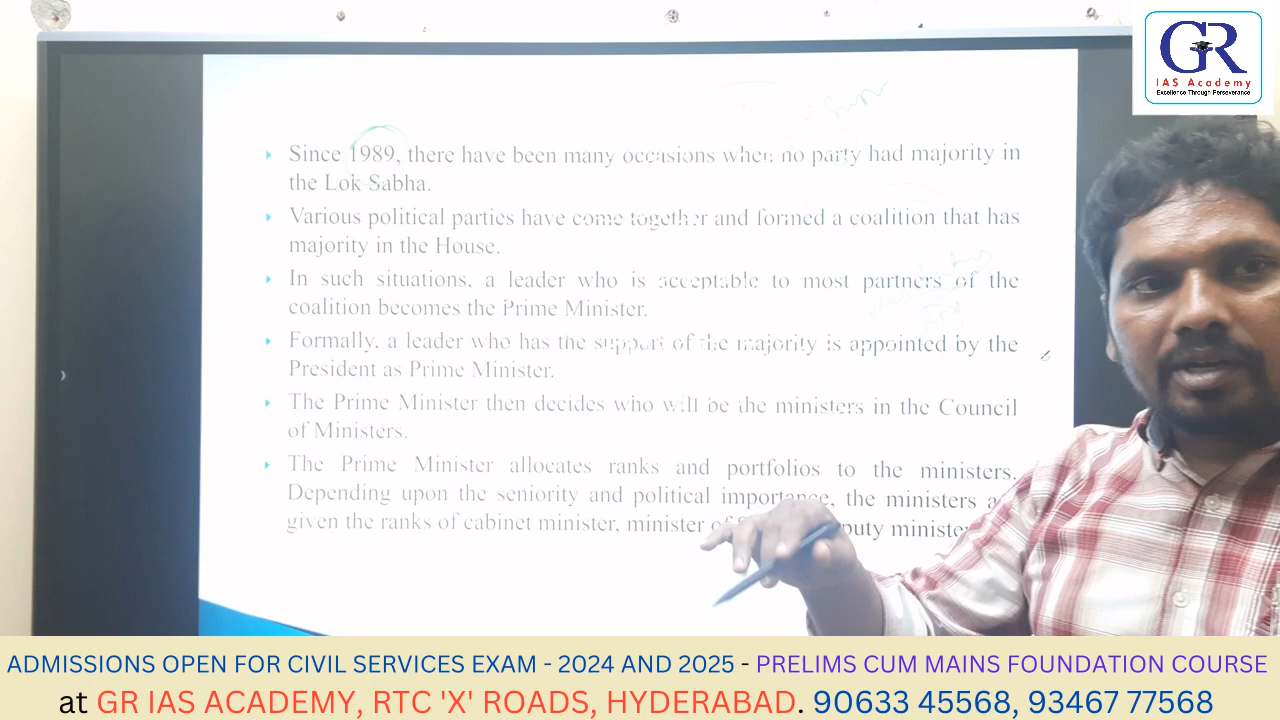 GR
IAS Academy
Excellence Through Perseverance
Since 1989, there have been many occasions when no party had majority in
the Lok Sabha.
Various political parties have come together and formed a coalition that has
majority in the House.
In such situations, a leader who is acceptable to most partners of the
coalition becomes the Prime Minister.
Formally, a leader who has the support of the majority is appointed by the
President as Prime Minister.
The Prime Minister then decides who will be the ministers in the Council
of Ministers.
The Prime Minister allocates ranks and portfolios to the ministers.
Depending upon the seniority and political importance, the ministers
given the ranks of cabinet minister, minister
ADMISSIONS OPEN FOR CIVIL SERVICES EXAM - 2024 AND 2025 - PRELIMS CUM MAINS FOUNDATION COURSE
at GR IAS ACADEMY, RTC 'X' ROADS, HYDERABAD. 90633 45568, 93467 77568